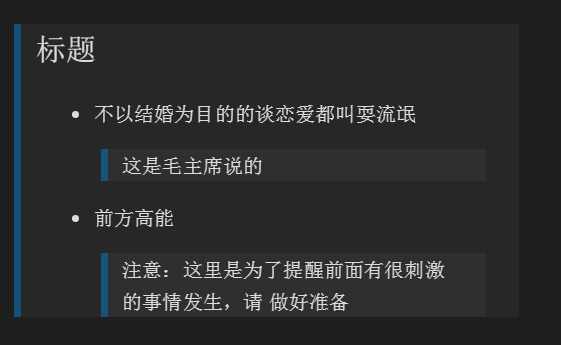 标题
不以结婚为目的的谈恋爱都叫耍流氓
这是毛主席说的
前方高能
注意：这里是为了提醒前面有很刺激
的事情发生，请 做好准备